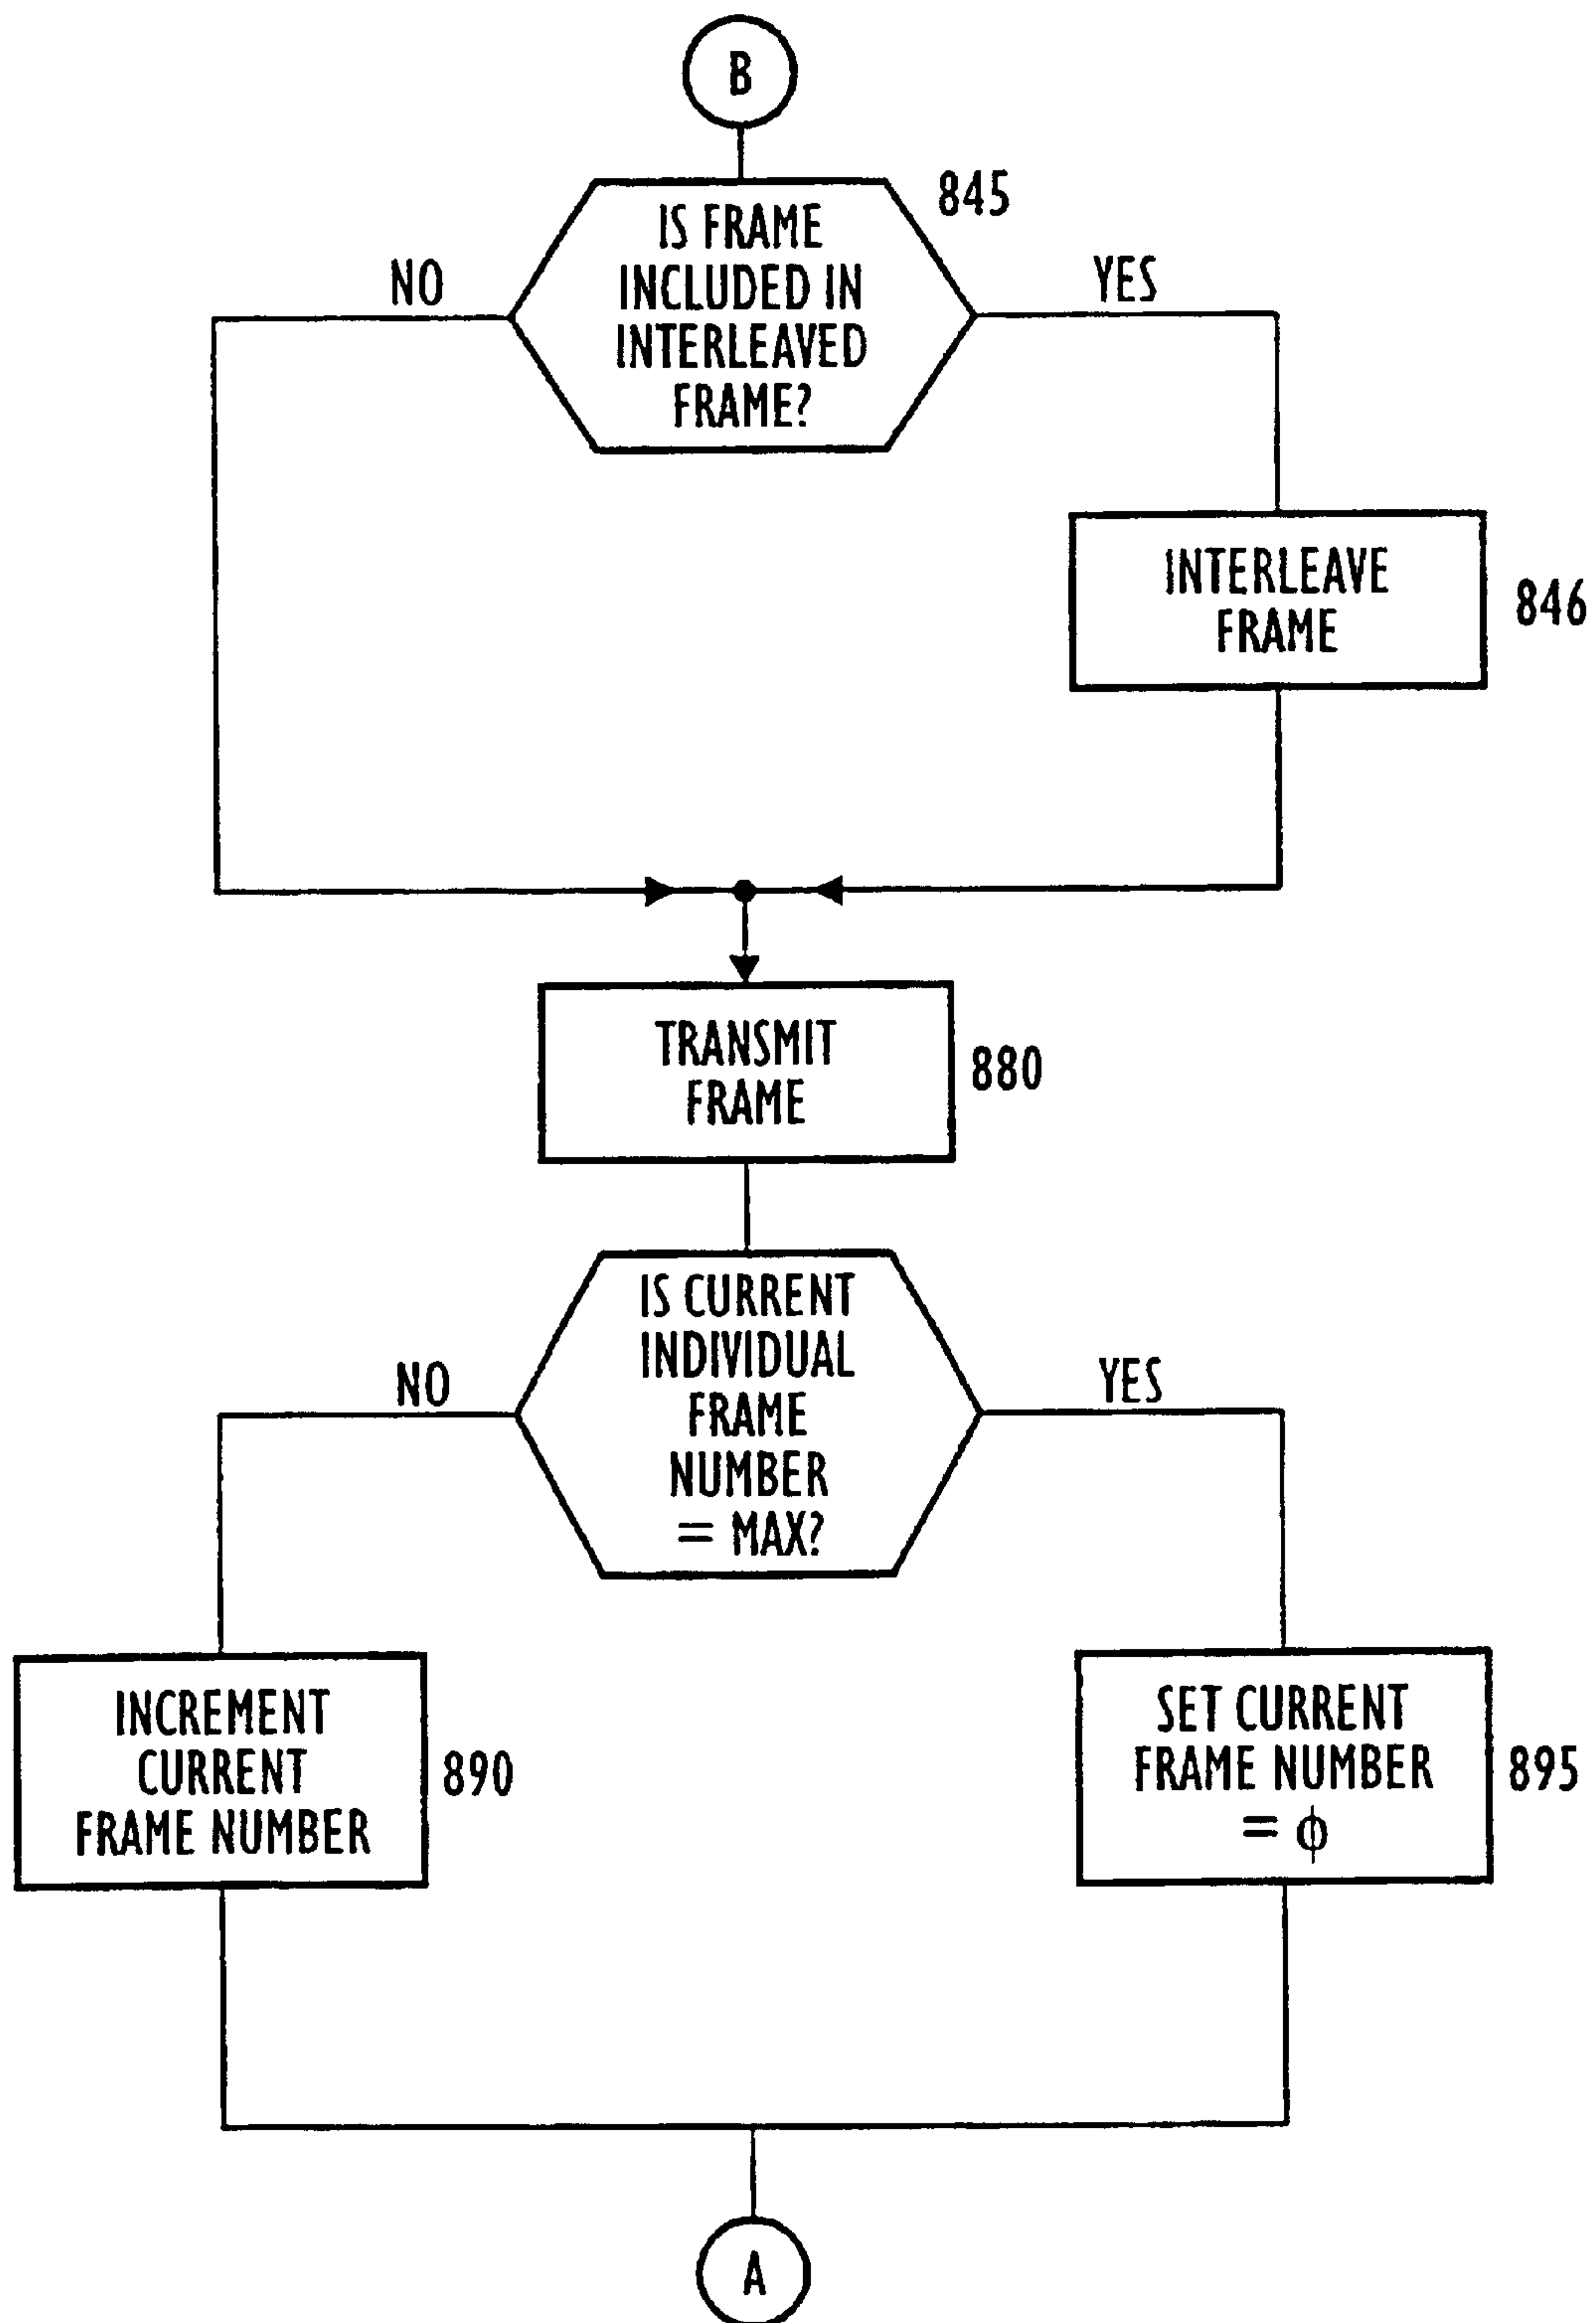 B
845
IS FRAME
INCLUDED IN
INTERLEAVED
FRAME?
NO
YES
INTERLEAVE
FRAME
846
TRANSMIT
FRAME
880
IS CURRENT
INDIVIDUAL
FRAME
NUMBER
= MAX?
NO
YES
INCREMENT
CURRENT
FRAME NUMBER
890
SET CURRENT
FRAME NUMBER
= ϕ
895
A